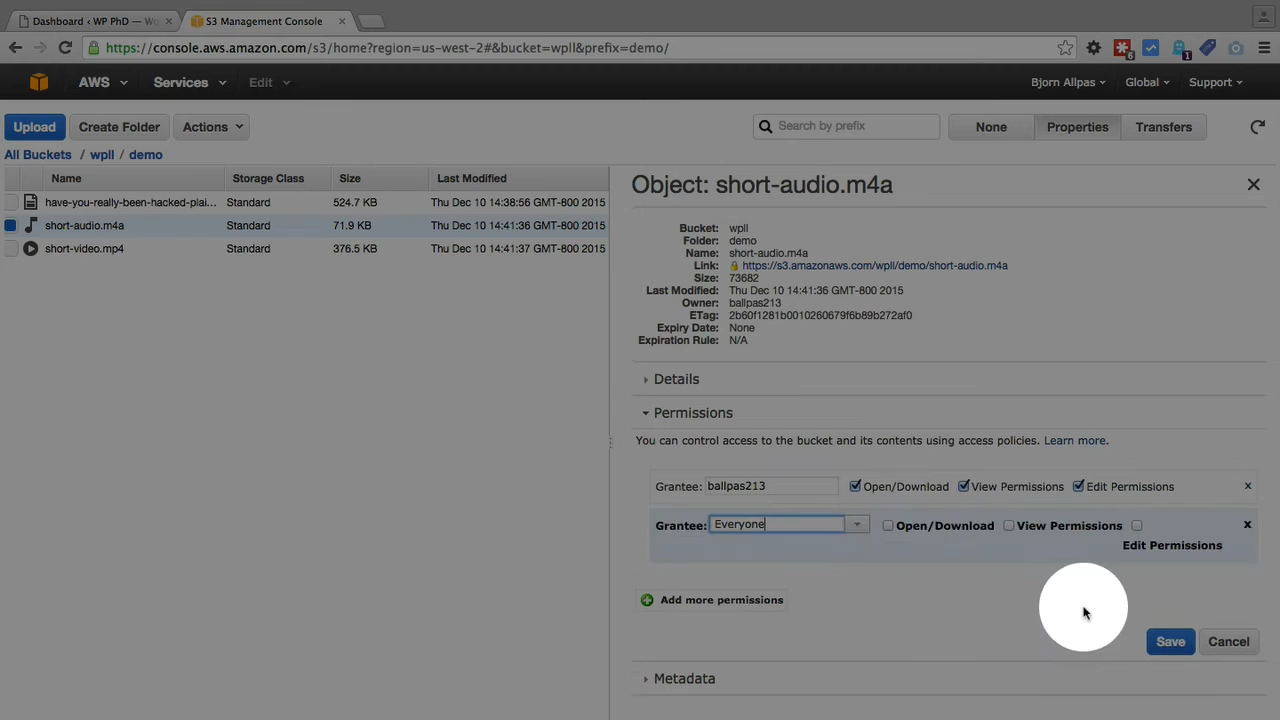 Dashboard ‹ WP PhD — Wo
S3 Management Console
https://console.aws.amazon.com/s3/home?region=us-west-2#&bucket=wpll&prefix=demo/
6
1
AWS
Services
Edit
Bjorn Allpas
Global
Support
Upload
Create Folder
Actions
Search by prefix
None
Properties
Transfers
All Buckets / wpll / demo
Name Storage Class Size Last Modified
have-you-really-been-hacked-plai... Standard 524.7 KB Thu Dec 10 14:38:56 GMT-800 2015
short-audio.m4a Standard 71.9 KB Thu Dec 10 14:41:36 GMT-800 2015
short-video.mp4 Standard 376.5 KB Thu Dec 10 14:41:37 GMT-800 2015
Object: short-audio.m4a
Bucket: wpll
Folder: demo
Name: short-audio.m4a
Link: https://s3.amazonaws.com/wpll/demo/short-audio.m4a
Size: 73682
Last Modified: Thu Dec 10 14:41:36 GMT-800 2015
Owner: ballpas213
ETag: 2b60f1281b0010260679f6b89b272af0
Expiry Date: None
Expiration Rule: N/A
Details
Permissions
You can control access to the bucket and its contents using access policies. Learn more.
Grantee: ballpas213 Open/Download View Permissions Edit Permissions x
Grantee: Everyone Open/Download View Permissions x
Edit Permissions
Add more permissions
Save
Cancel
Metadata